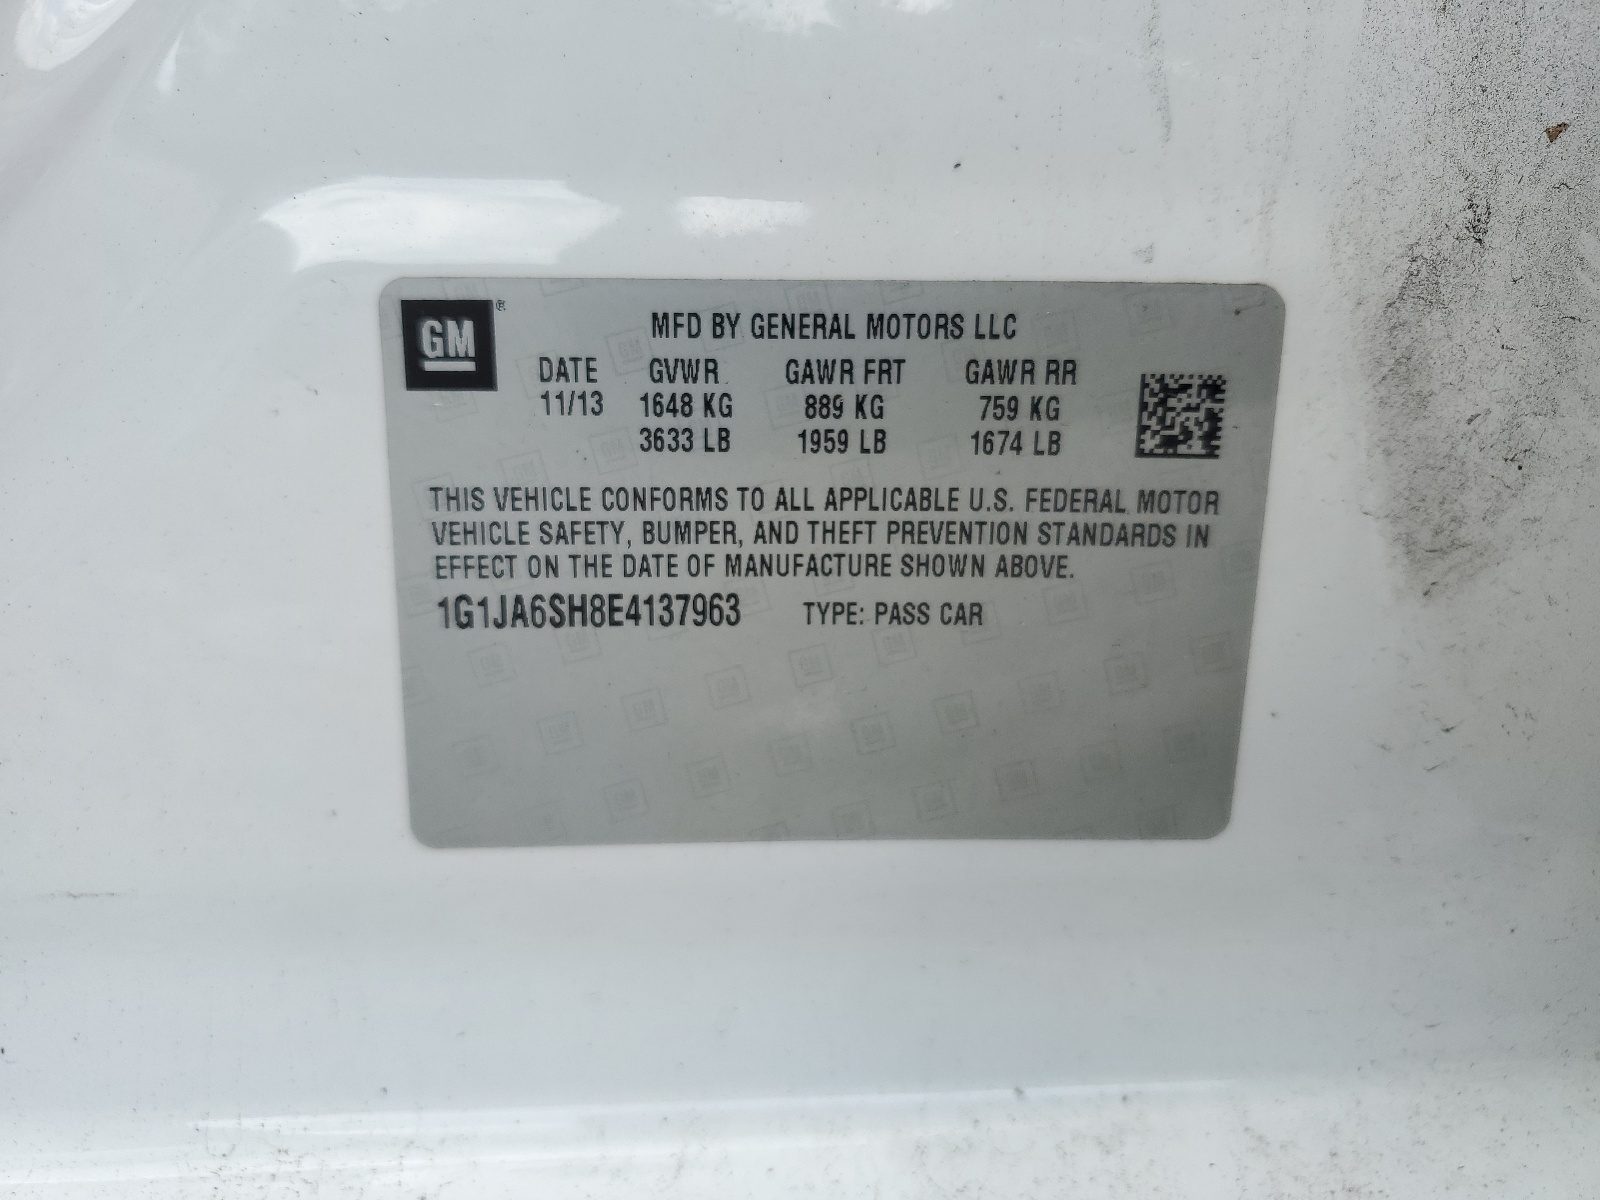 GM ®
MFD BY GENERAL MOTORS LLC
DATE GVWR GAWR FRT GAWR RR
11/13 1648 KG 889 KG 759 KG
3633 LB 1959 LB 1674 LB
THIS VEHICLE CONFORMS TO ALL APPLICABLE U.S. FEDERAL MOTOR
VEHICLE SAFETY, BUMPER, AND THEFT PREVENTION STANDARDS IN
EFFECT ON THE DATE OF MANUFACTURE SHOWN ABOVE.
1G1JA6SH8E4137963 TYPE: PASS CAR